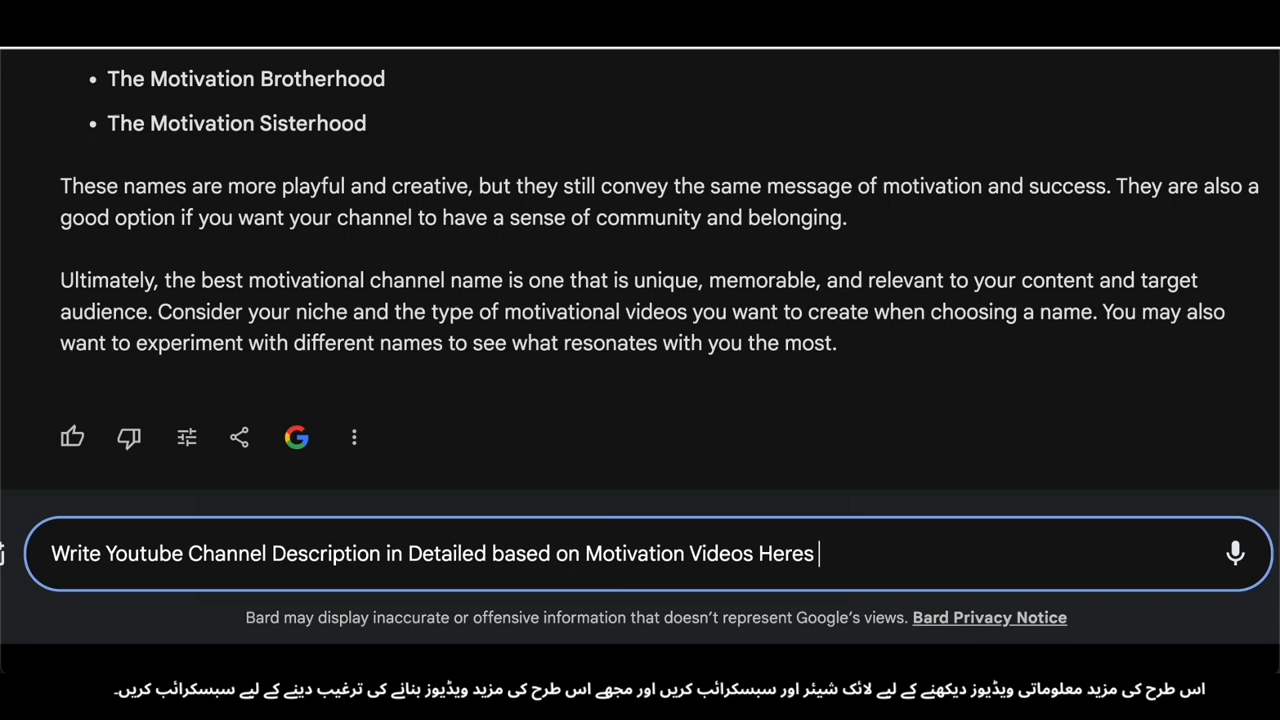 The Motivation Brotherhood
The Motivation Sisterhood
These names are more playful and creative, but they still convey the same message of motivation and success. They are also a
good option if you want your channel to have a sense of community and belonging.
Ultimately, the best motivational channel name is one that is unique, memorable, and relevant to your content and target
audience. Consider your niche and the type of motivational videos you want to create when choosing a name. You may also
want to experiment with different names to see what resonates with you the most.
Write Youtube Channel Description in Detailed based on Motivation Videos Heres
Bard may display inaccurate or offensive information that doesn't represent Google's views. Bard Privacy Notice
اس طرح کی مزید معلوماتی ویڈیوز دیکھنے کے لیے لائک شیئر اور سبسکرائب کریں اور مجھے اس طرح کی مزید ویڈیوز بنانے کی ترغیب دینے کے لیے سبسکرائب کریں۔